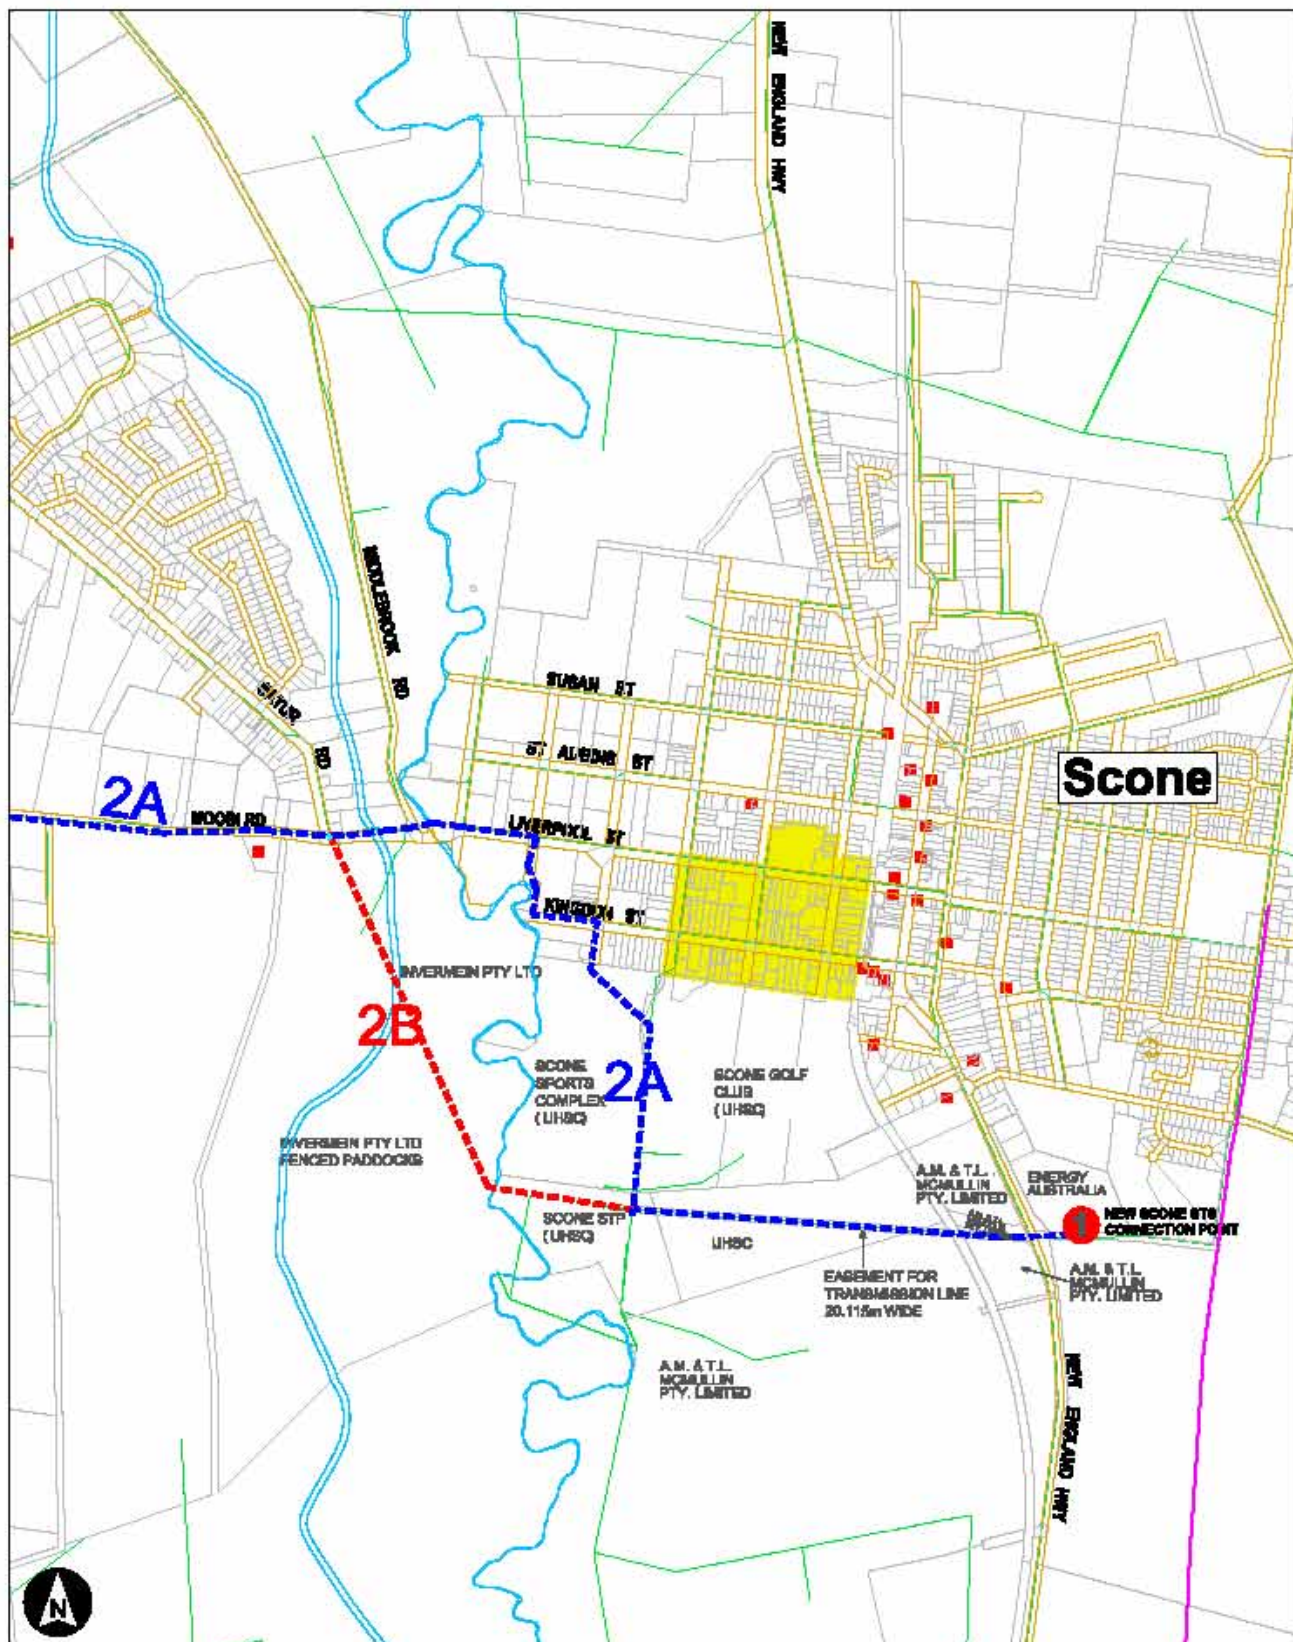 NEW ENGLAND HWY
MIDDLEBROOK RD
SATUR RD
SUSAN ST
ST AUBINS ST
Scone
2A
MOOBI RD
LIVERPOOL ST
KINGDON ST
INVERMEIN PTY LTD
2B
2A
SCONE
SPORTS
COMPLEX
(UHSC)
SCONE GOLF
CLUB
(UHSC)
INVERMEIN PTY LTD
FENCED PADDOCKS
A.M. & T.L.
MCMULLIN
PTY. LIMITED
ENERGY
AUSTRALIA
1
NEW SCONE STS
CONNECTION POINT
SCONE STP
(UHSC)
UHSC
EASEMENT FOR
TRANSMISSION LINE
20.115m WIDE
A.M. & T.L.
MCMULLIN
PTY. LIMITED
A.M. & T.L.
MCMULLIN
PTY. LIMITED
NEW ENGLAND HWY
N